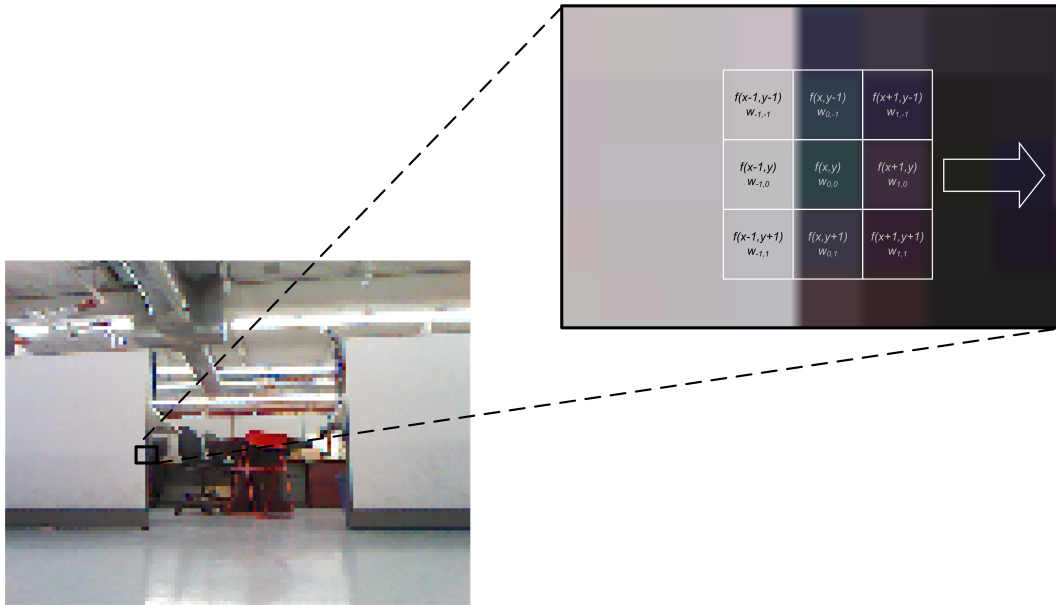 f(x-1,y-1) f(x,y-1) f(x+1,y-1)
w-1,-1 w0,-1 w1,-1
f(x-1,y) f(x,y) f(x+1,y)
w-1,0 w0,0 w1,0
f(x-1,y+1) f(x,y+1) f(x+1,y+1)
w-1,1 w0,1 w1,1